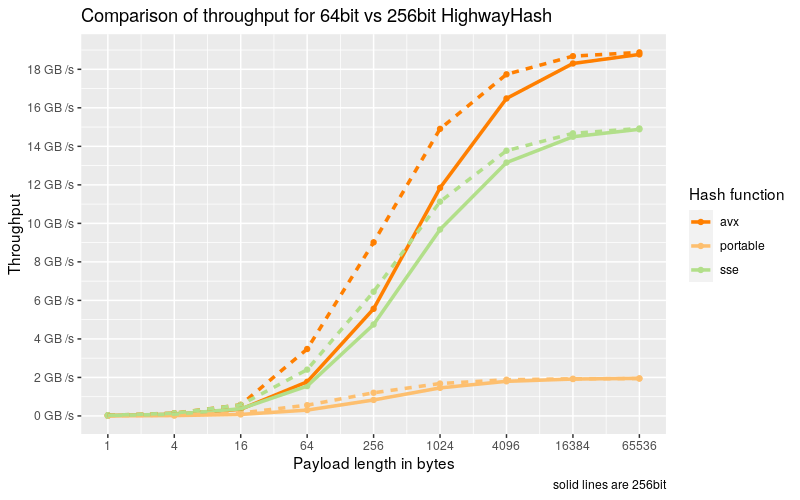 Comparison of throughput for 64bit vs 256bit HighwayHash
Throughput
18 GB /s
16 GB /s
14 GB /s
12 GB /s
10 GB /s
8 GB /s
6 GB /s
4 GB /s
2 GB /s
0 GB /s
1 4 16 64 256 1024 4096 16384 65536
Payload length in bytes
Hash function
avx
portable
sse
solid lines are 256bit